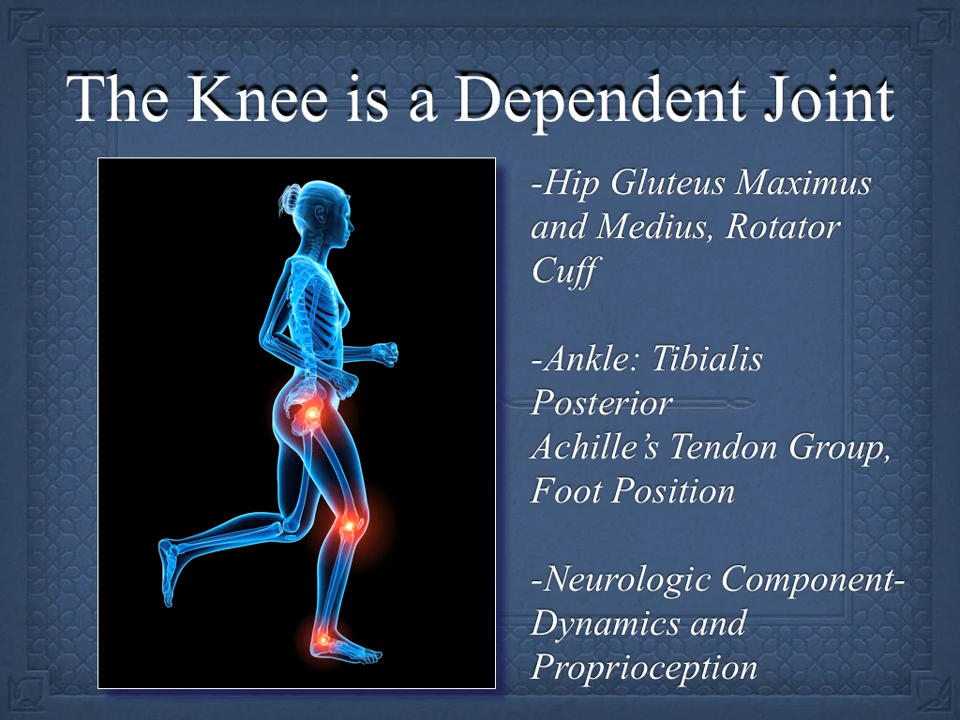 The Knee is a Dependent Joint
-Hip Gluteus Maximus
and Medius, Rotator
Cuff
-Ankle: Tibialis
Posterior
Achille’s Tendon Group,
Foot Position
-Neurologic Component-
Dynamics and
Proprioception